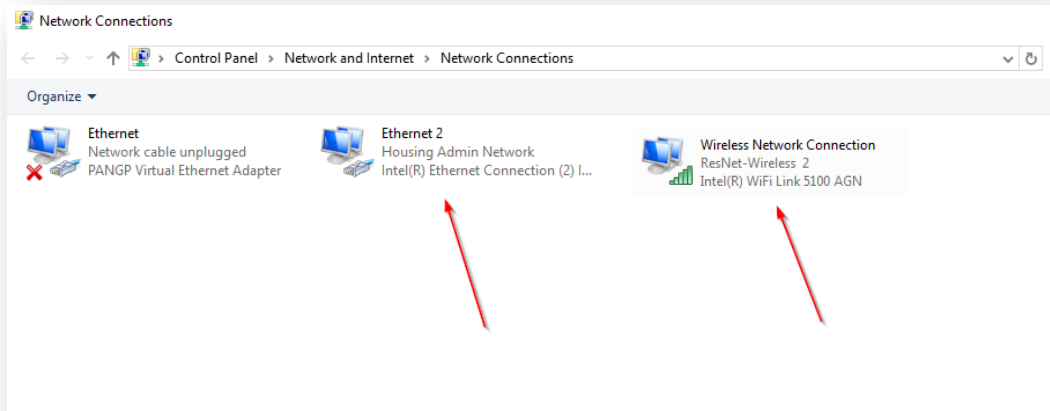 Network Connections
Control Panel > Network and Internet > Network Connections
Organize
Ethernet
Network cable unplugged
PANGP Virtual Ethernet Adapter
Ethernet 2
Housing Admin Network
Intel(R) Ethernet Connection (2) I...
Wireless Network Connection
ResNet-Wireless 2
Intel(R) WiFi Link 5100 AGN